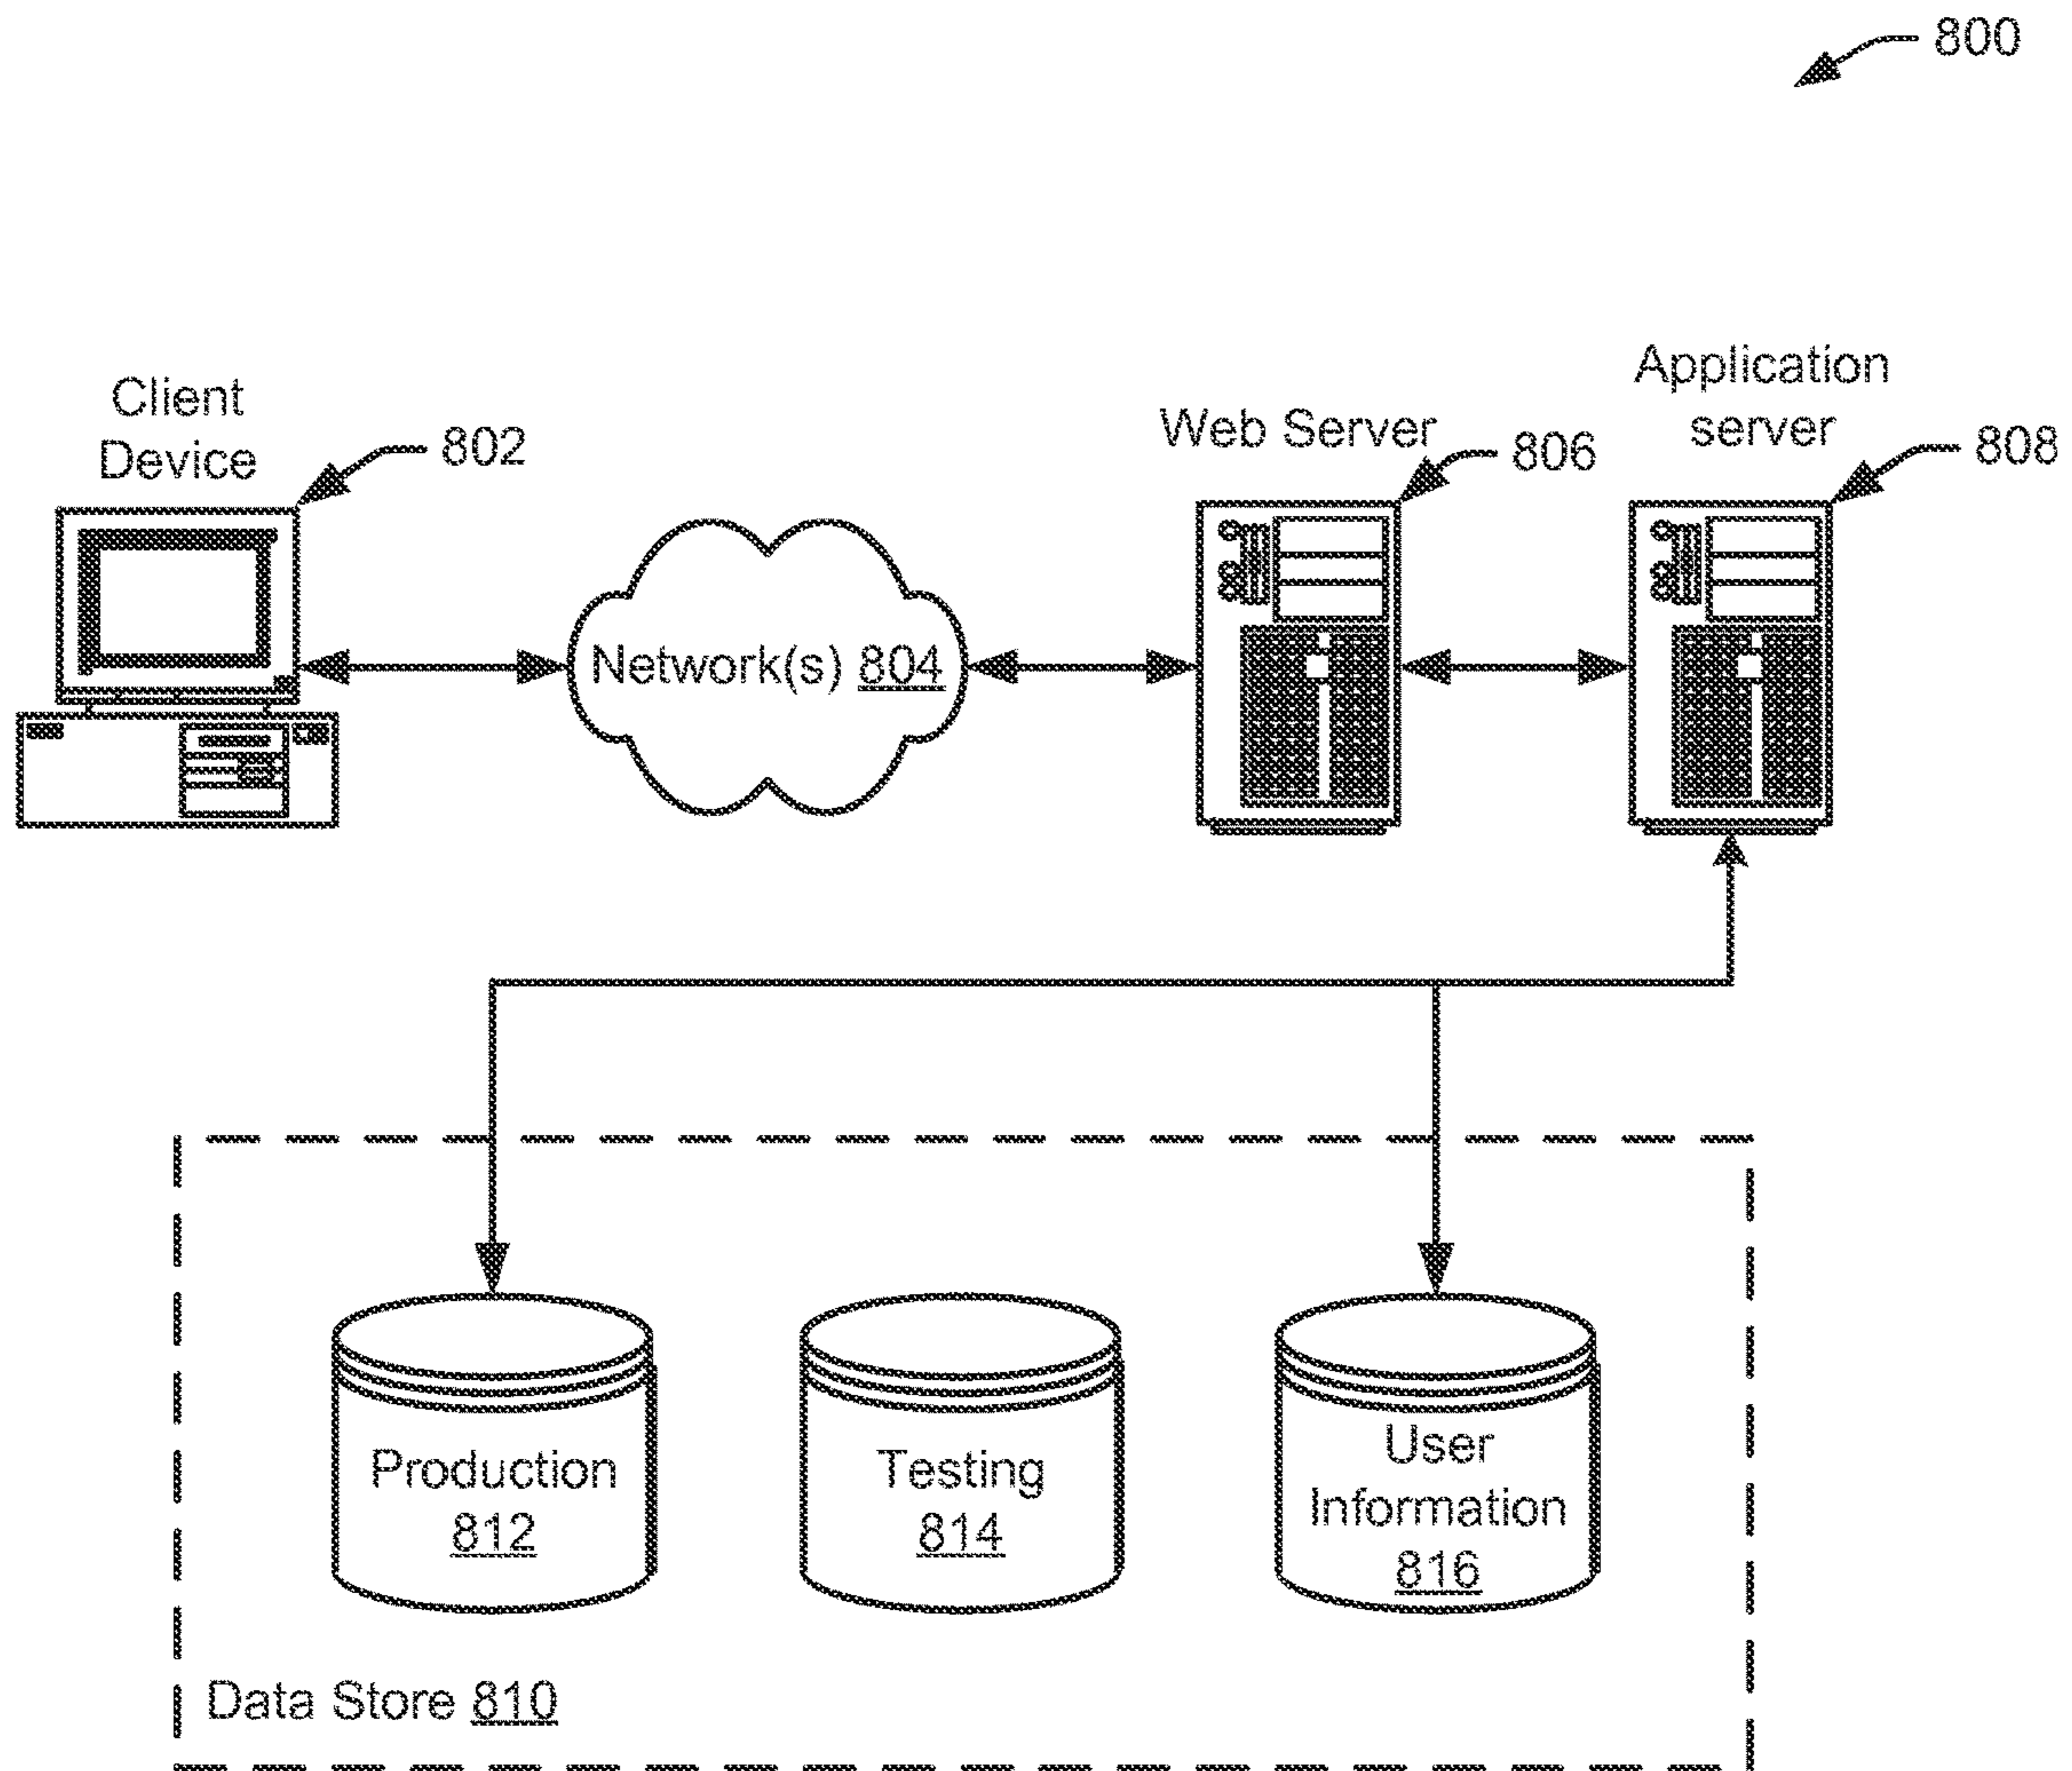 800
Client
Device
802
Network(s) 804
Web Server
806
Application
server
808
Production
812
Testing
814
User
Information
816
Data Store 810